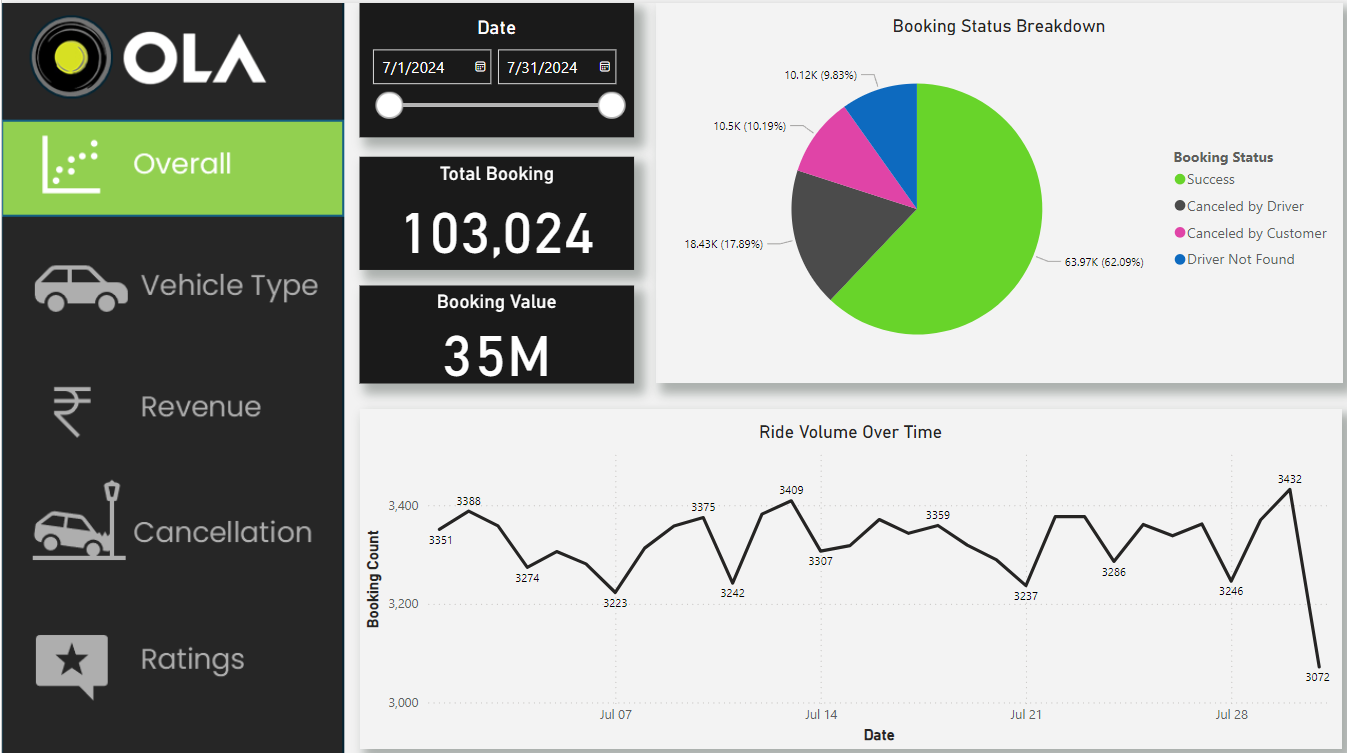 OLA
Overall
Vehicle Type
Revenue
Cancellation
Ratings
Date
7/1/2024
7/31/2024
Total Booking
103,024
Booking Value
35M
Booking Status Breakdown
10.12K (9.83%)
10.5K (10.19%)
18.43K (17.89%)
63.97K (62.09%)
Booking Status
Success
Canceled by Driver
Canceled by Customer
Driver Not Found
Ride Volume Over Time
Booking Count
3,400
3,200
3,000
3351
3388
3274
3223
3375
3242
3409
3307
3359
3237
3286
3246
3432
3072
Jul 07
Jul 14
Jul 21
Jul 28
Date